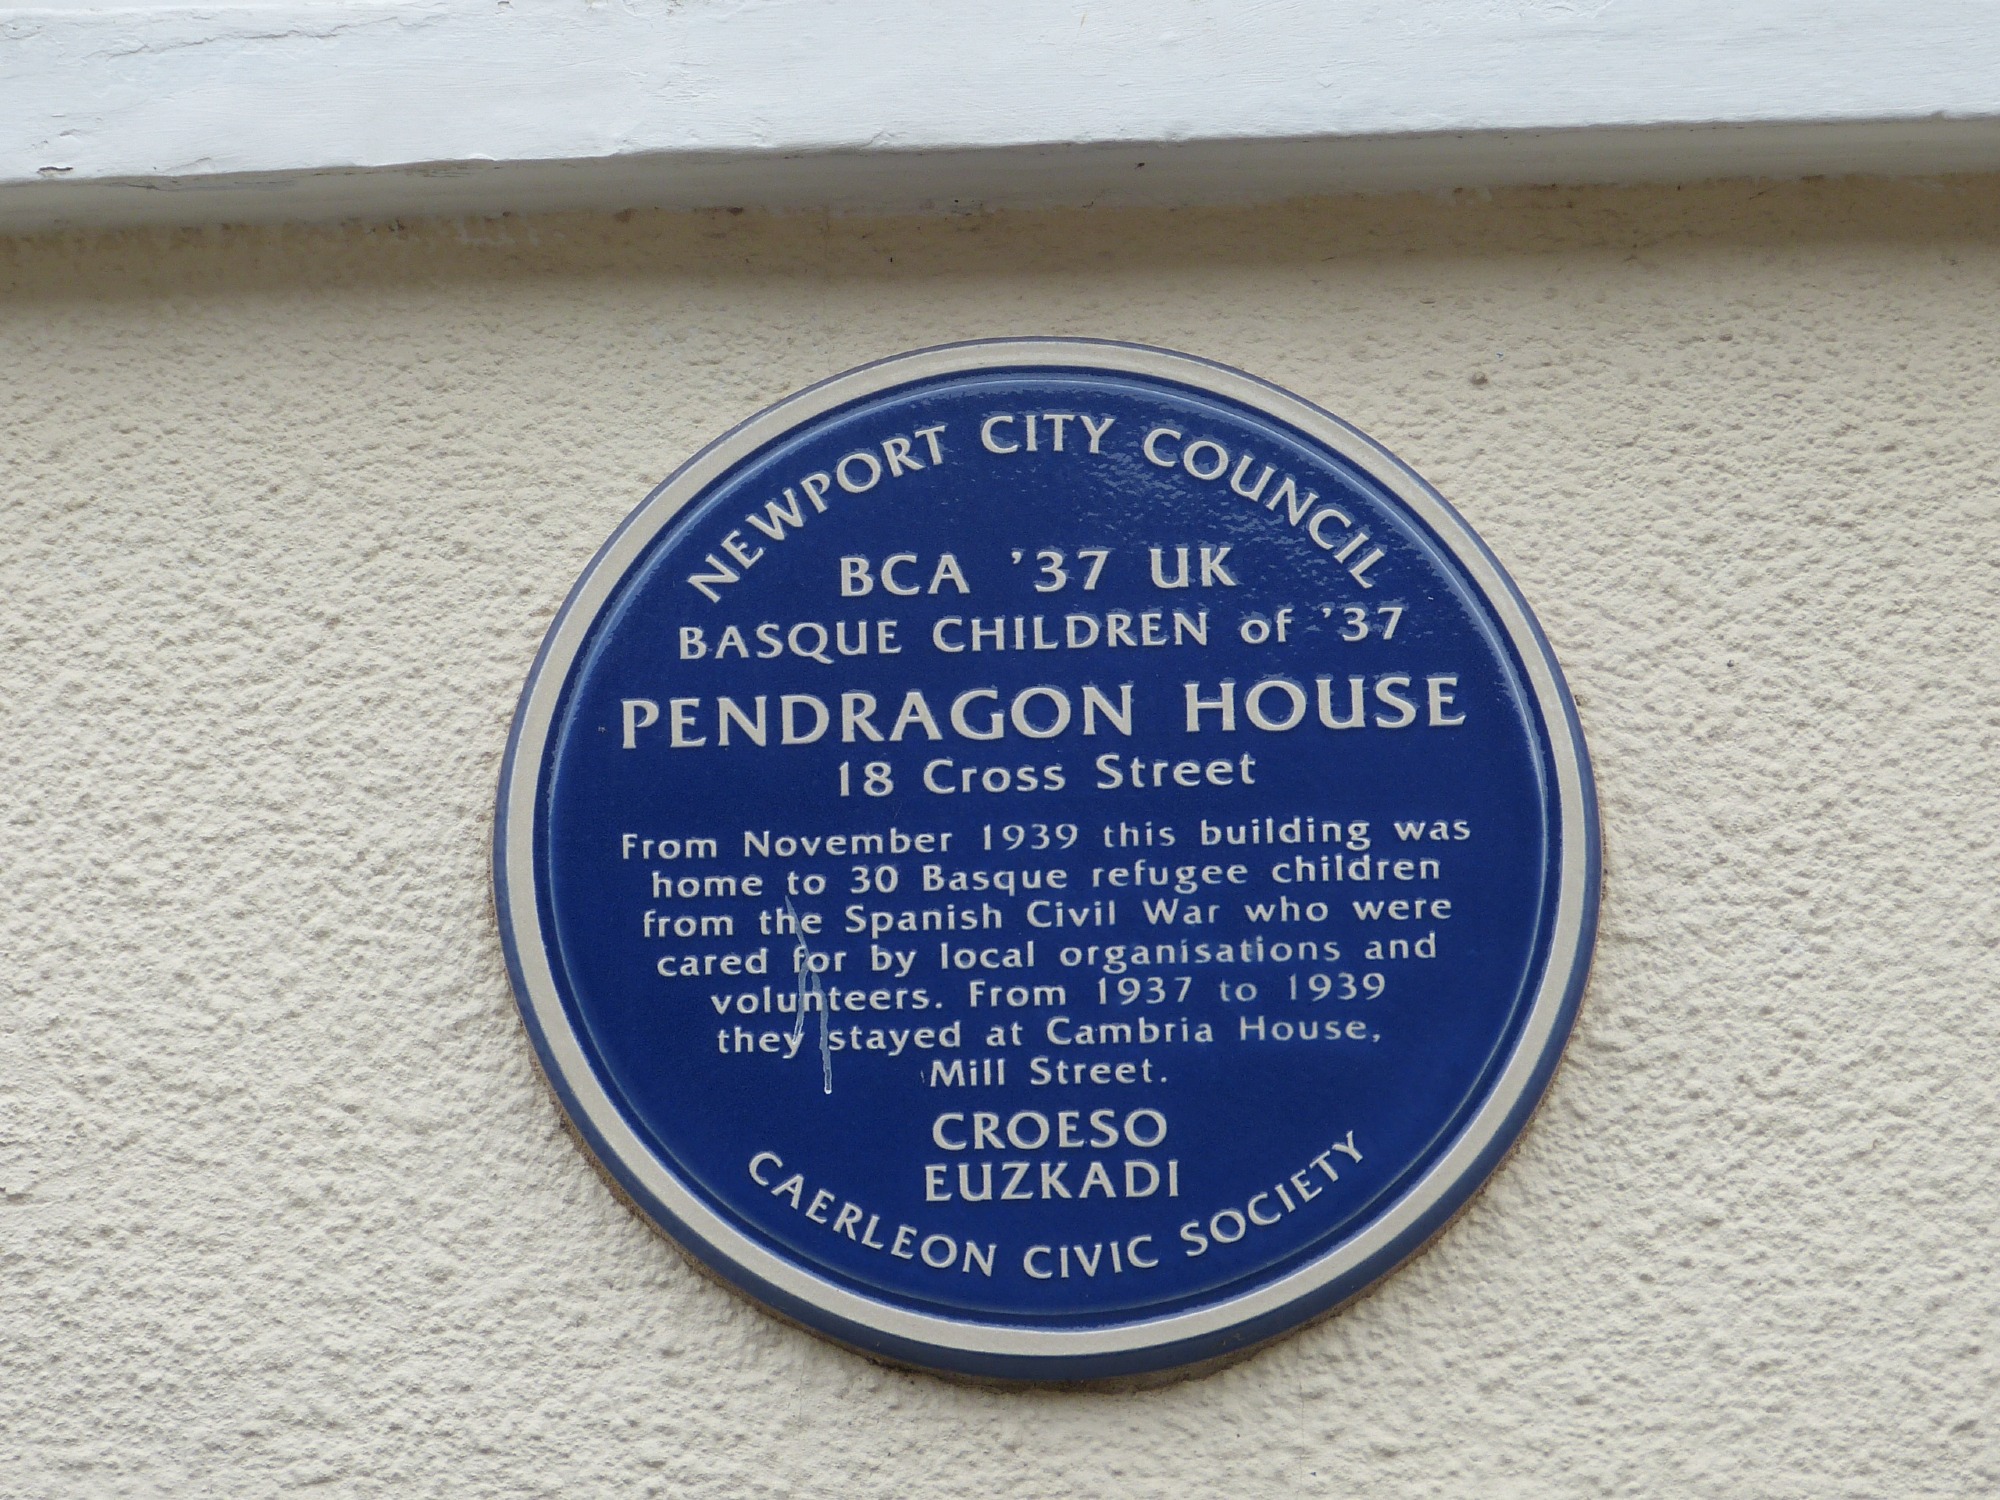 NEWPORT CITY COUNCIL
BCA '37 UK
BASQUE CHILDREN of '37
PENDRAGON HOUSE
18 Cross Street
From November 1939 this building was
home to 30 Basque refugee children
from the Spanish Civil War who were
cared for by local organisations and
volunteers. From 1937 to 1939
they stayed at Cambria House,
Mill Street.
CROESO
EUZKADI
CAERLEON CIVIC SOCIETY